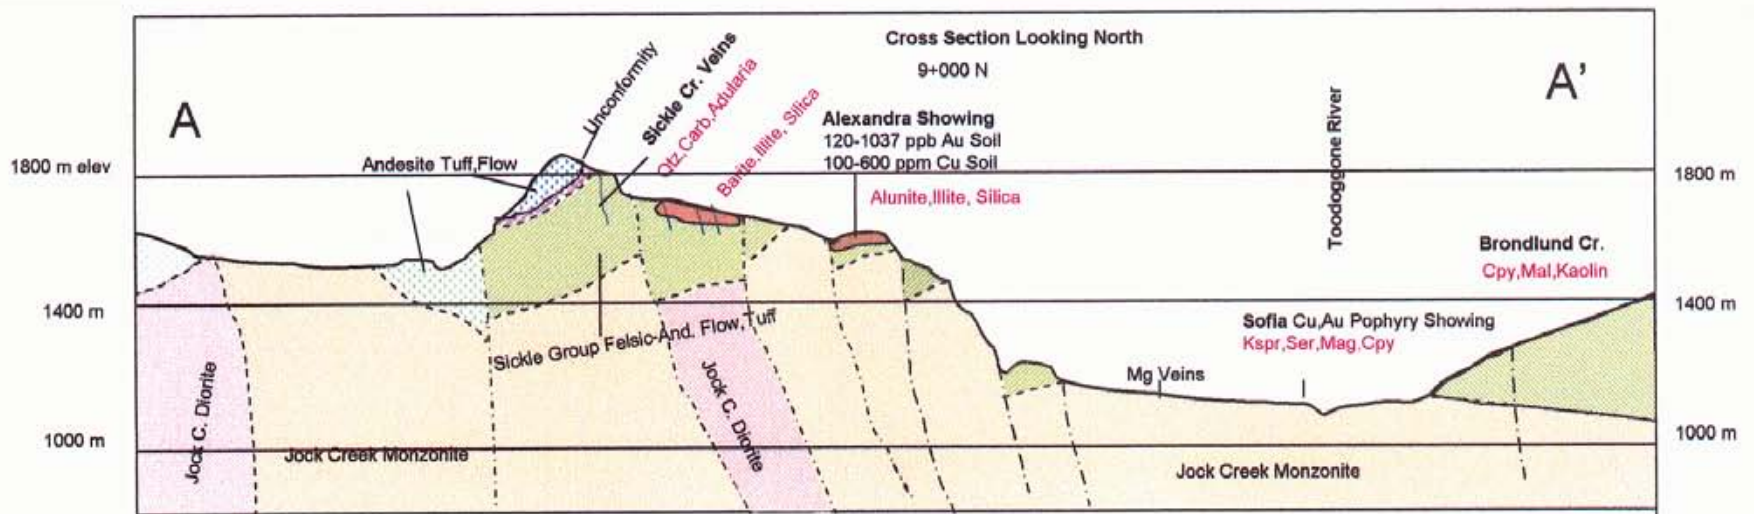 Cross Section Looking North
9+000 N
A
A’
Unconformity
Sickle Cr. Veins
Qtz,Carb,Adularia
Barite,Illite, Silica
Alexandra Showing
120-1037 ppb Au Soil
100-600 ppm Cu Soil
Alunite,Illite, Silica
Toodoggone River
Andesite Tuff,Flow
1800 m elev
1800 m
Brondlund Cr.
Cpy,Mal,Kaolin
1400 m
1400 m
Sofia Cu,Au Pophyry Showing
Kspr,Ser,Mag,Cpy
Sickle Group Felsic-And. Flow,Tuff
Mg Veins
Jock C. Diorite
Jock C. Diorite
1000 m
1000 m
Jock Creek Monzonite
Jock Creek Monzonite